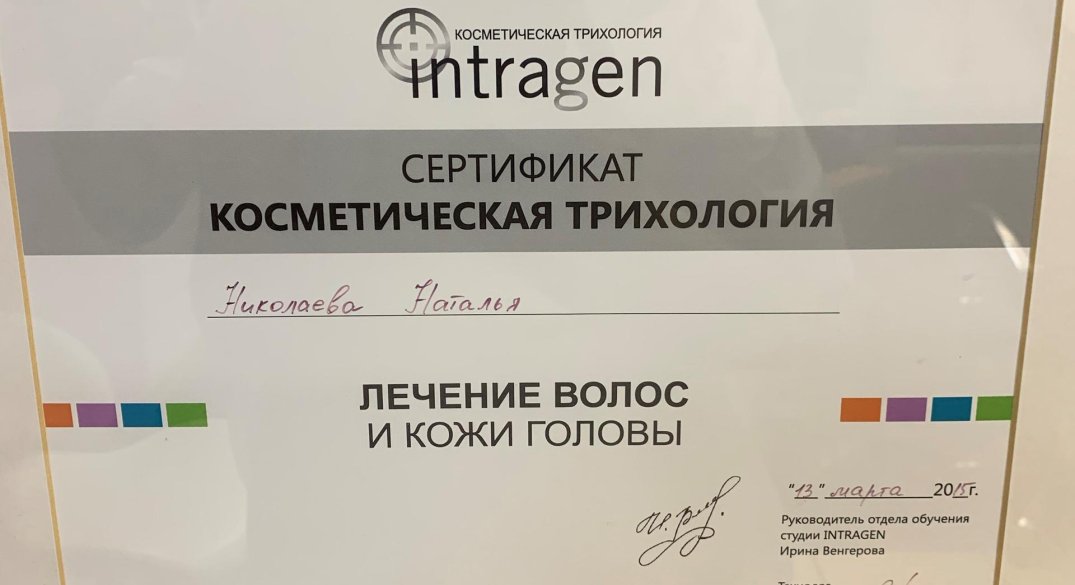 КОСМЕТИЧЕСКАЯ ТРИХОЛОГИЯ
intragen
СЕРТИФИКАТ
КОСМЕТИЧЕСКАЯ ТРИХОЛОГИЯ
Николаева Наталья
ЛЕЧЕНИЕ ВОЛОС
И КОЖИ ГОЛОВЫ
"13" марта 2015г.
Руководитель отдела обучения
студии INTRAGEN
Ирина Венгерова